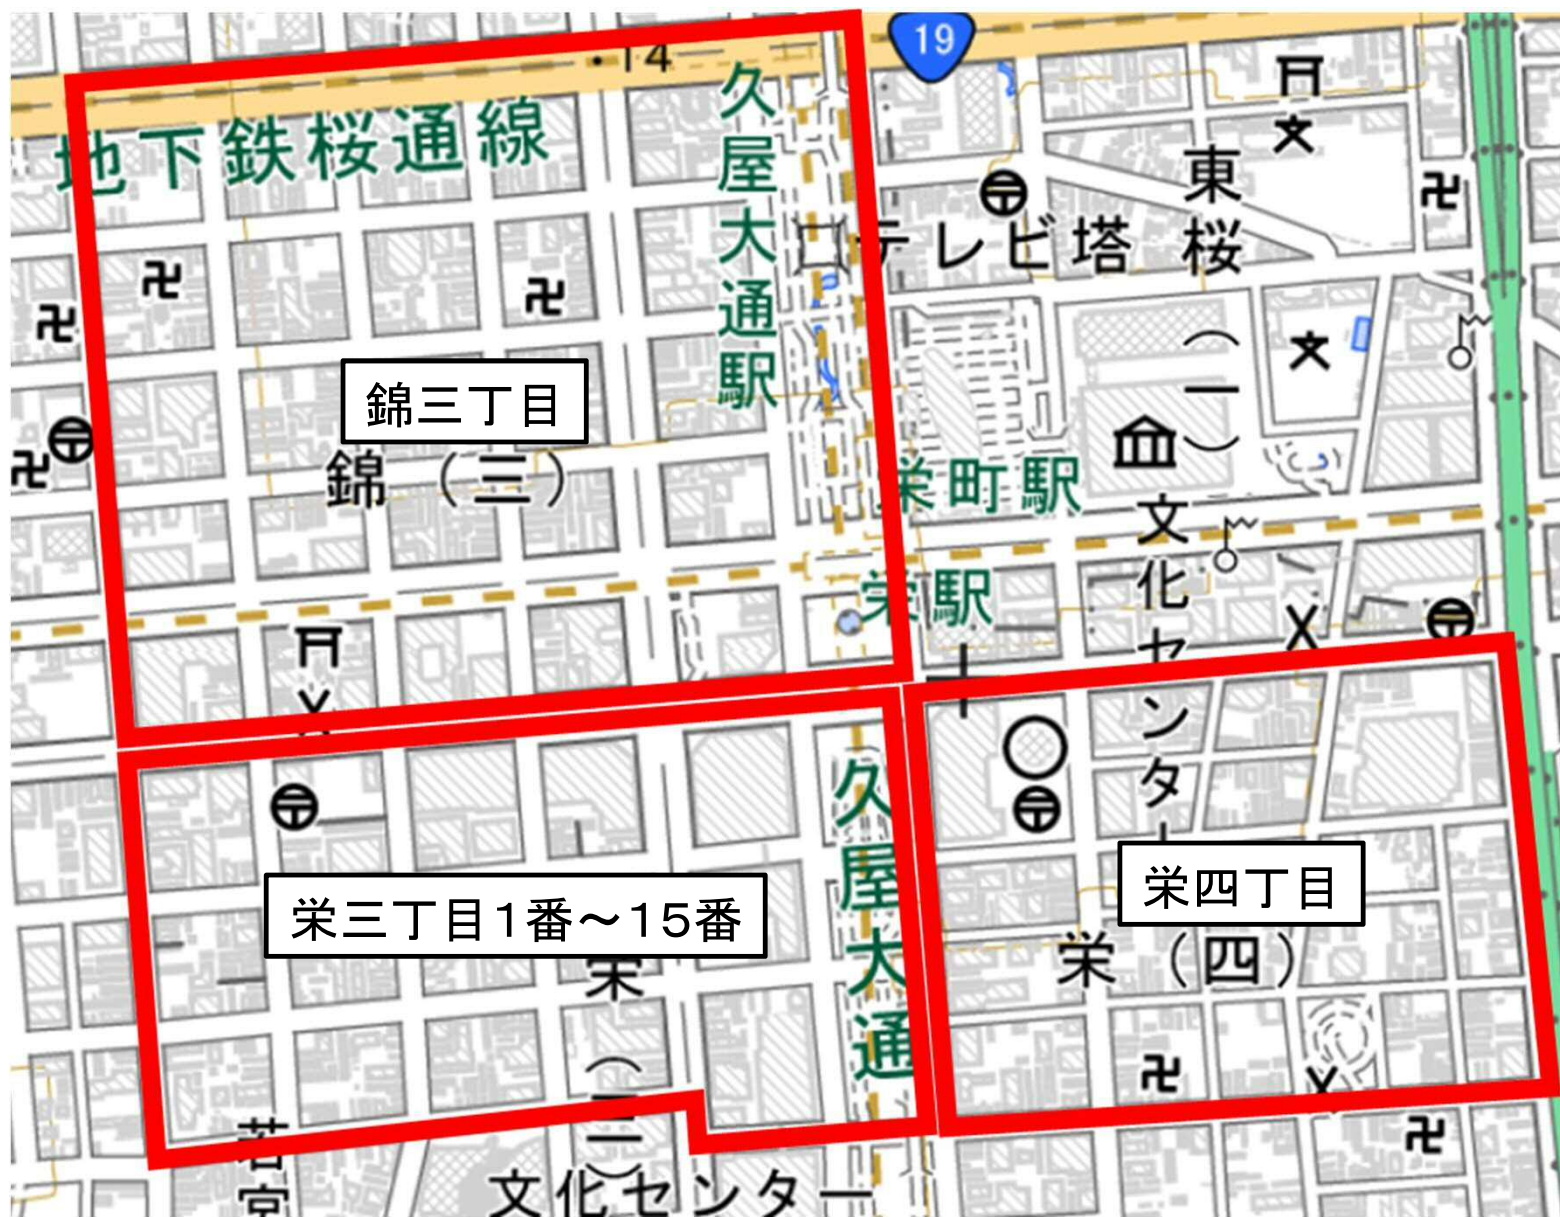 19
14
地下鉄桜通線
久屋大通駅
テレビ塔
東桜（一）
錦三丁目
錦（三）
栄町駅
栄駅
文化センター
久屋大通
栄三丁目1番～15番
栄（三）
栄四丁目
栄（四）
若宮
文化センター